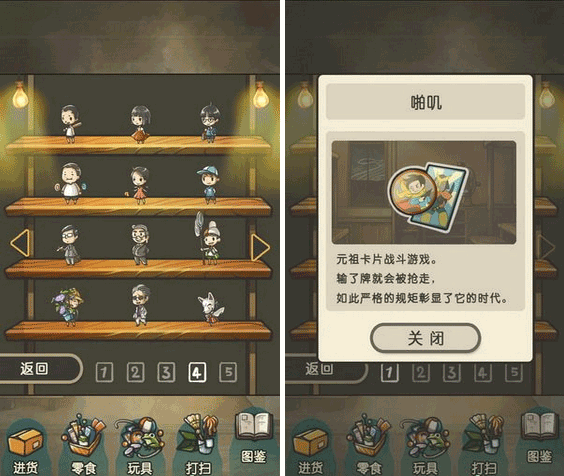 返回
1 2 3 4 5
进货 零食 玩具 打扫 图鉴
啪叽
元祖卡片战斗游戏。
输了牌就会被抢走，
如此严格的规矩彰显了它的时代。
关闭
返回
1 2 3 4 5
进货 零食 玩具 打扫 图鉴